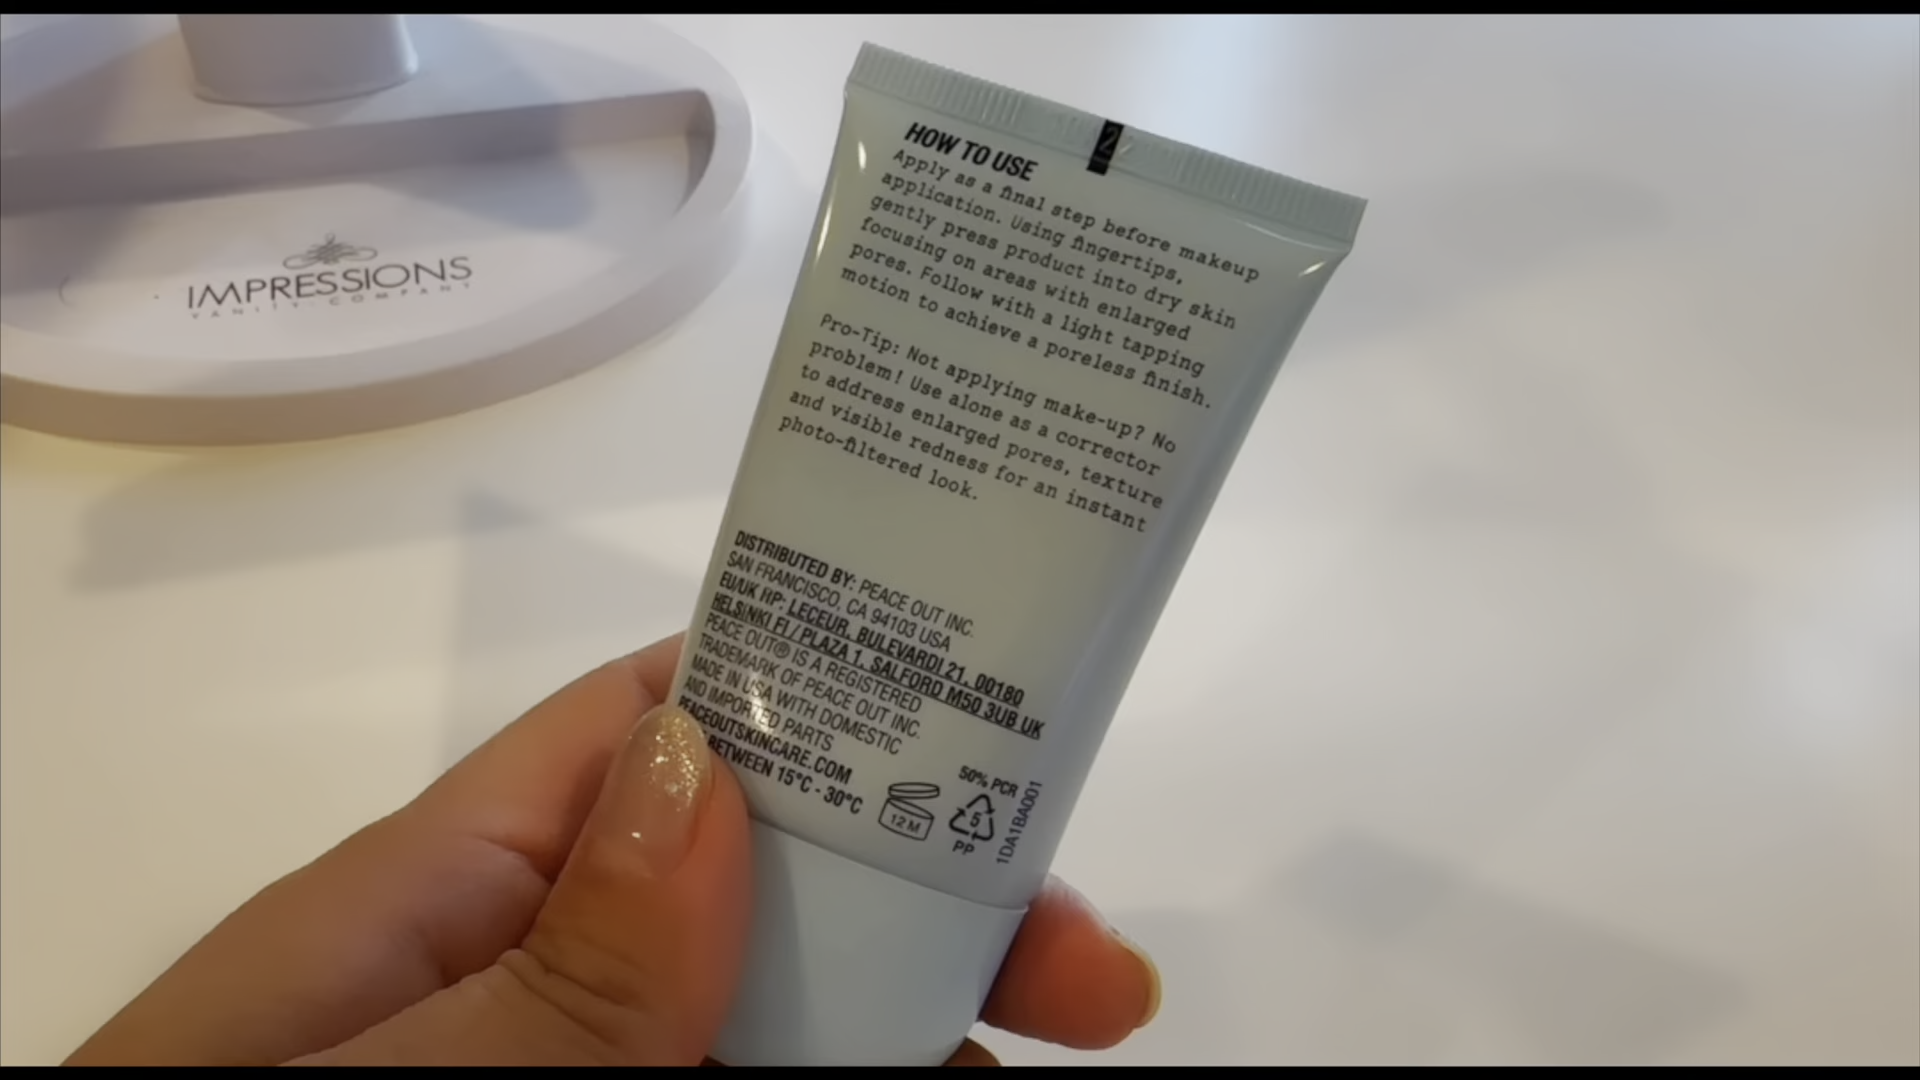 IMPRESSIONS
VANITY·COMPANY
2
HOW TO USE
Apply as a final step before makeup
application. Using fingertips,
gently press product into dry skin
focusing on areas with enlarged
pores. Follow with a light tapping
motion to achieve a poreless finish.
Pro-Tip: Not applying make-up? No
problem! Use alone as a corrector
to address enlarged pores, texture
and visible redness for an instant
photo-filtered look.
DISTRIBUTED BY: PEACE OUT INC.
SAN FRANCISCO, CA 94103 USA
EU/UK HP: LECEUR, BULEVARDI 21, 00180
HELSINKI FI / PLAZA 1, SALFORD M50 3UB UK
PEACE OUT® IS A REGISTERED
TRADEMARK OF PEACE OUT INC.
MADE IN USA WITH DOMESTIC
AND IMPORTED PARTS
PEACEOUTSKINCARE.COM
BETWEEN 15°C - 30°C
12 M
50% PCR
5
PP
1DA1BA001